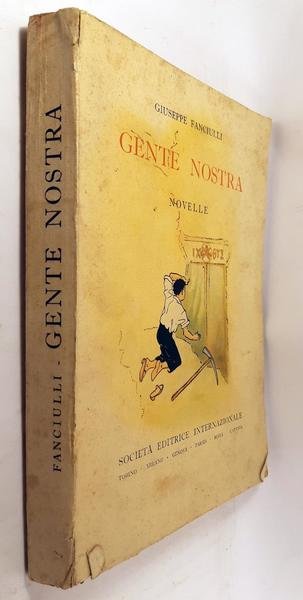 FANCIULLI - GENTE NOSTRA
GIUSEPPE FANCIULLI
GENTE NOSTRA
NOVELLE
SOCIETÀ EDITRICE INTERNAZIONALE
TORINO - MILANO - GENOVA - PARMA - ROMA - CATANIA